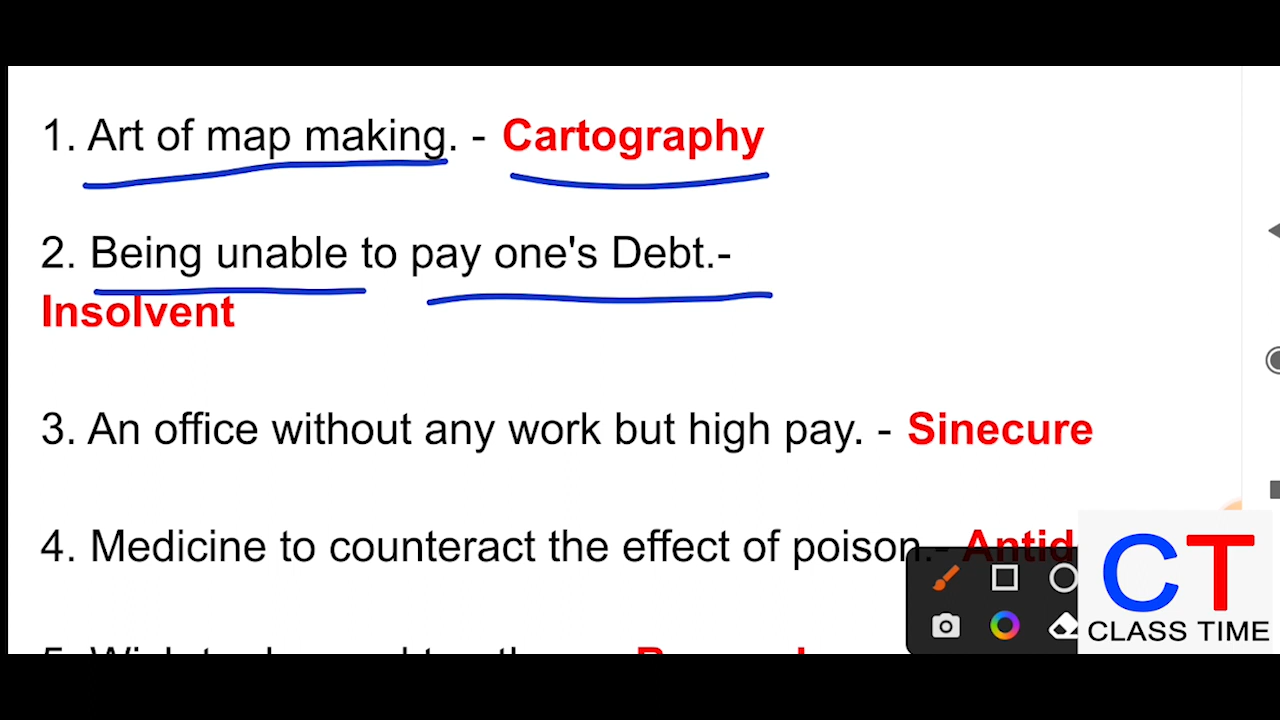 1. Art of map making. - Cartography
2. Being unable to pay one's Debt.-
Insolvent
3. An office without any work but high pay. - Sinecure
4. Medicine to counteract the effect of poison.-
CT
CLASS TIME